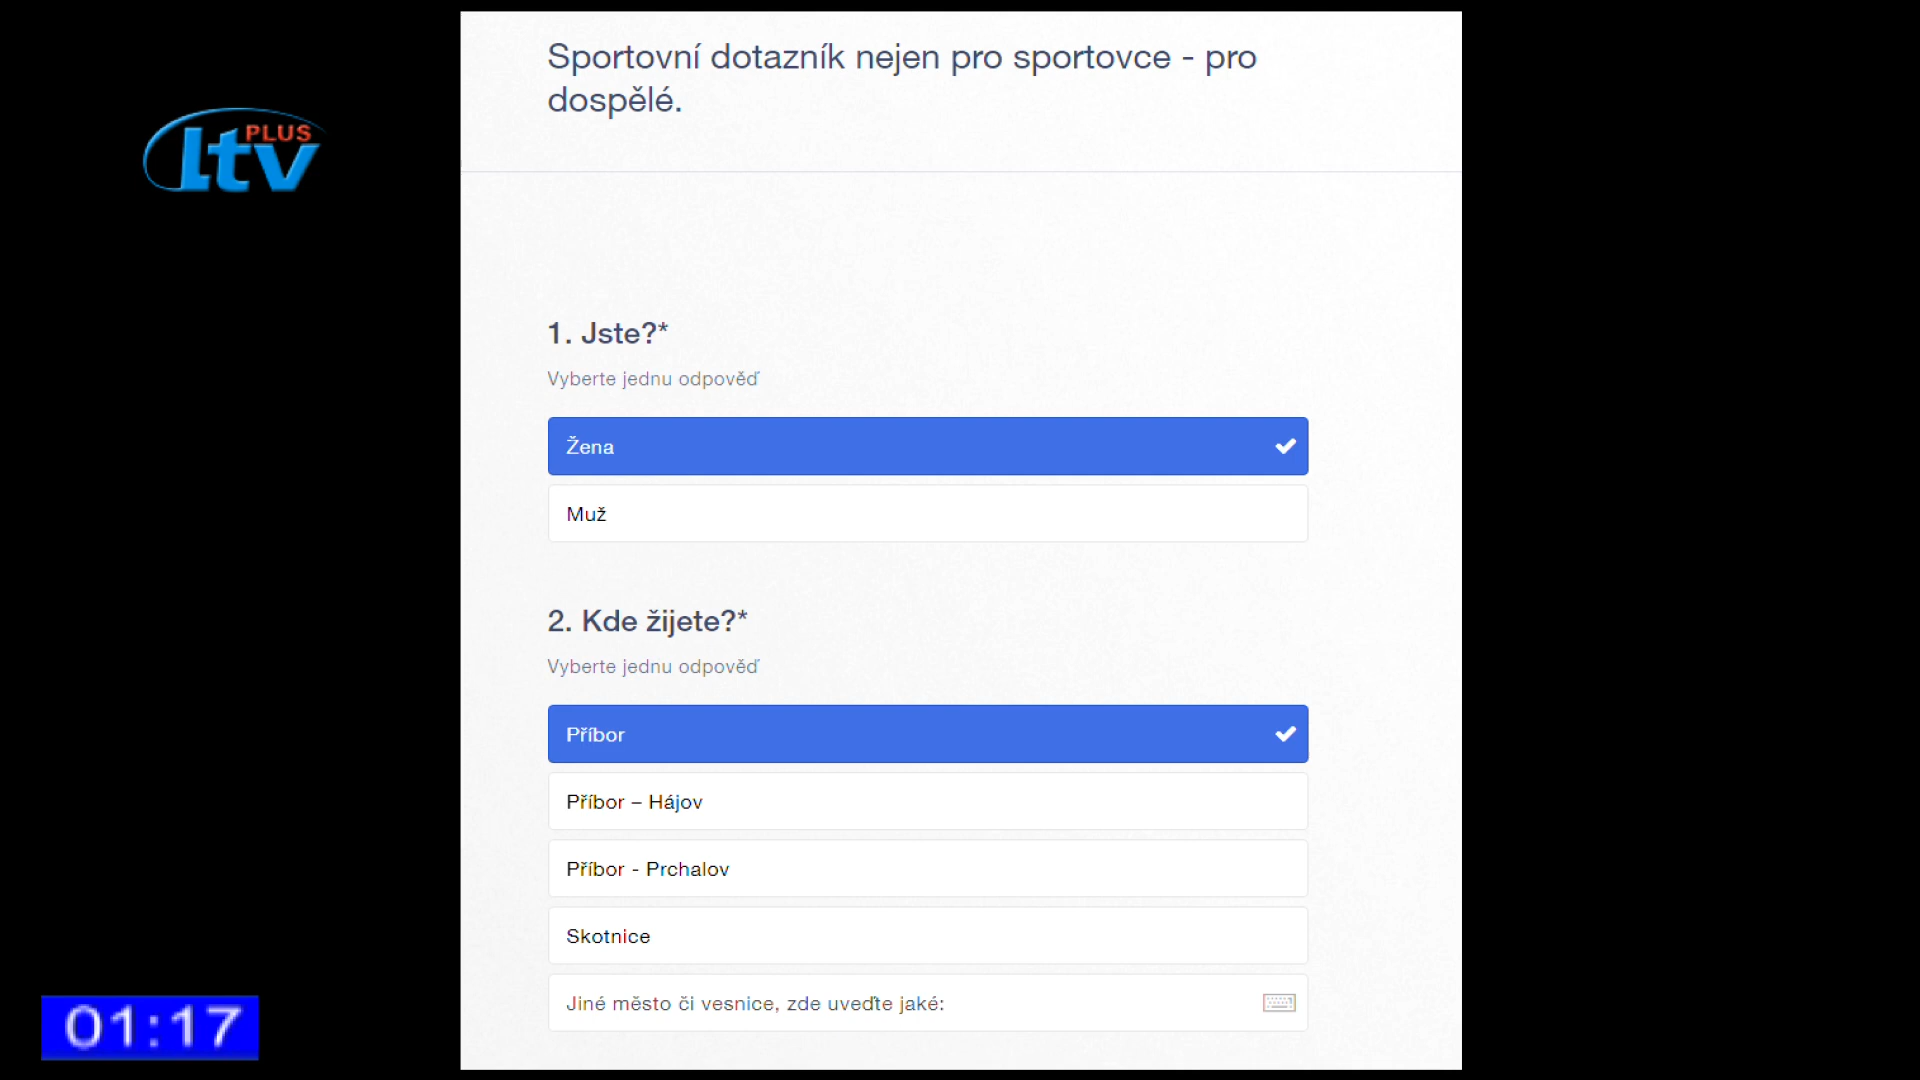 Sportovní dotazník nejen pro sportovce - pro
dospělé.
LTV PLUS
1. Jste?*
Vyberte jednu odpověď
Žena
Muž
2. Kde žijete?*
Vyberte jednu odpověď
Příbor
Příbor – Hájov
Příbor - Prchalov
Skotnice
Jiné město či vesnice, zde uveďte jaké:
01:17